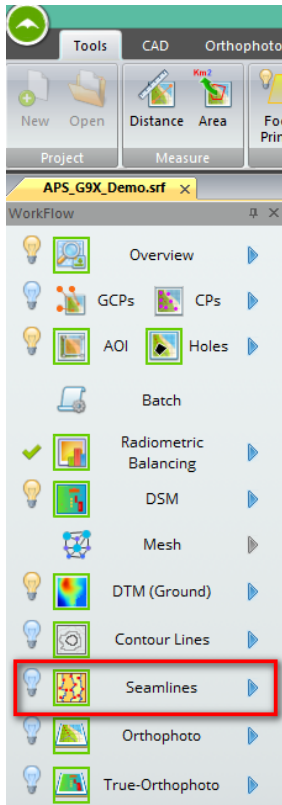 Tools CAD Orthophoto
Km2
New Open Distance Area
Project Measure
APS_G9X_Demo.srf ×
WorkFlow
Overview
GCPs CPs
AOI Holes
Batch
Radiometric
Balancing
DSM
Mesh
DTM (Ground)
Contour Lines
Seamlines
Orthophoto
True-Orthophoto